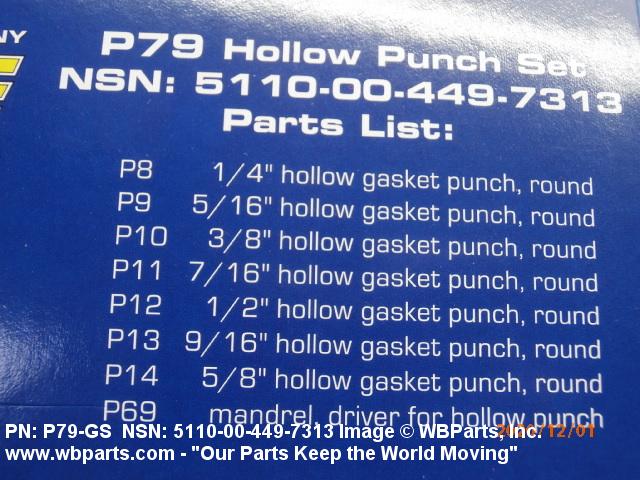 NY
P79 Hollow Punch Set
NSN: 5110-00-449-7313
Parts List:
P8 1/4" hollow gasket punch, round
P9 5/16" hollow gasket punch, round
P10 3/8" hollow gasket punch, round
P11 7/16" hollow gasket punch, round
P12 1/2" hollow gasket punch, round
P13 9/16" hollow gasket punch, round
P14 5/8" hollow gasket punch, round
P69 mandrel, driver for hollow punch
PN: P79-GS NSN: 5110-00-449-7313 Image © WBParts, Inc.
www.wbparts.com - "Our Parts Keep the World Moving"